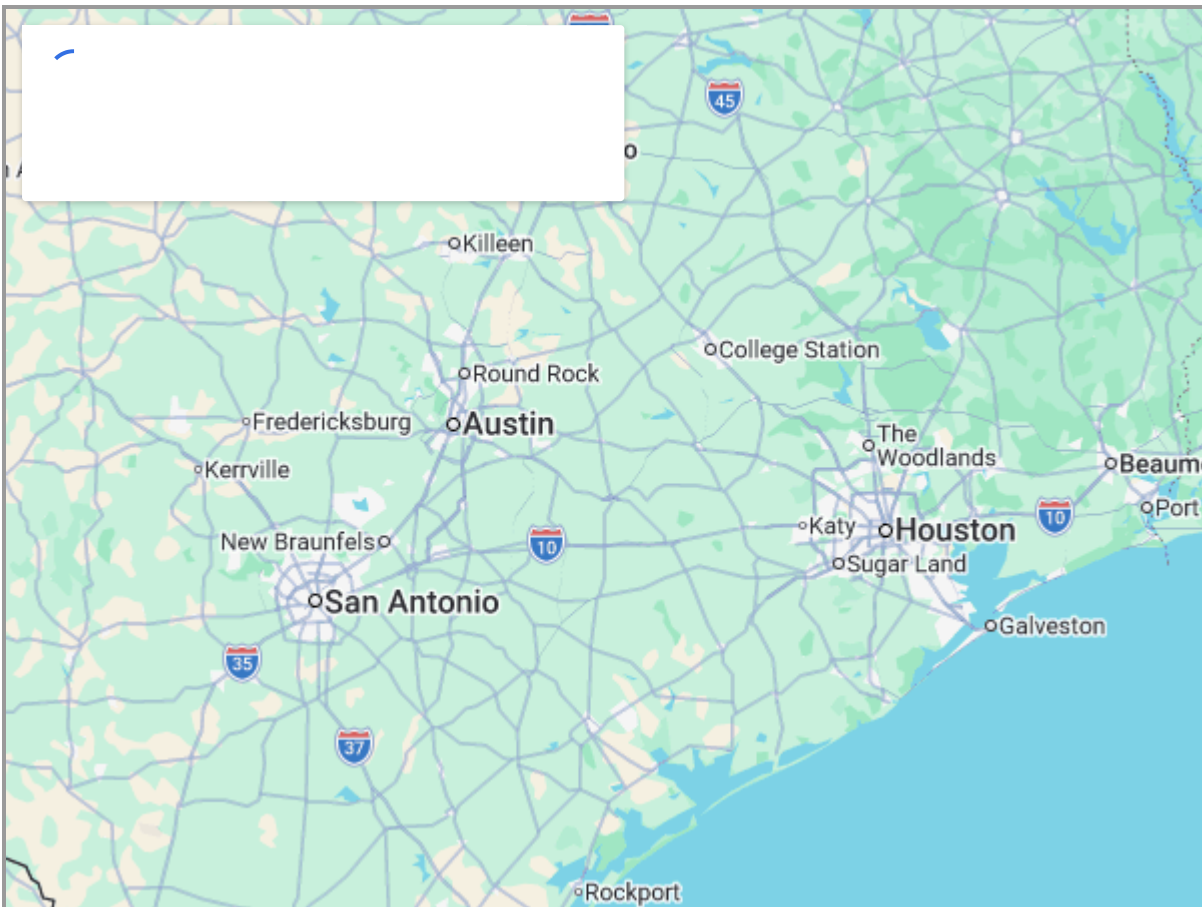 45
Killeen
College Station
Round Rock
Fredericksburg
Austin
The
Woodlands
Kerrville
Port
10
Katy
Houston
New Braunfels
10
Sugar Land
San Antonio
Galveston
35
37
Rockport